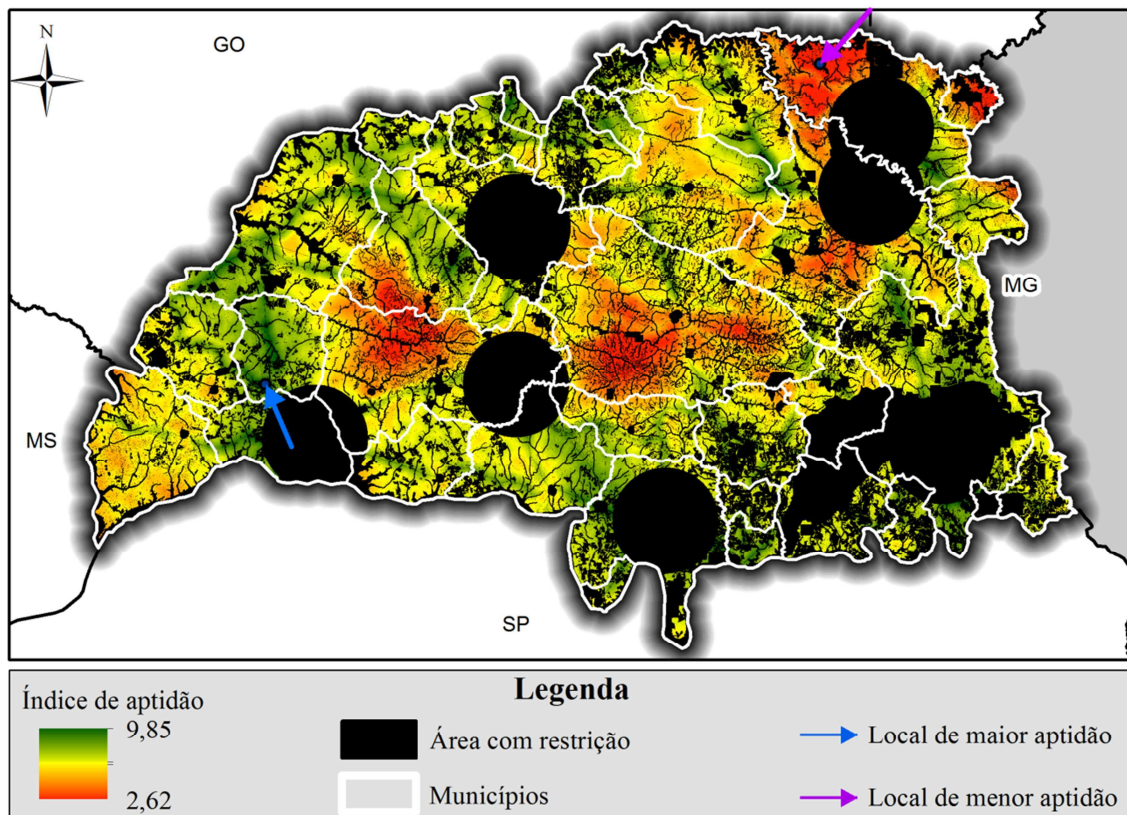 N
GO
MG
MS
SP
Legenda
Índice de aptidão
9,85
2,62
Área com restrição
Municípios
Local de maior aptidão
Local de menor aptidão